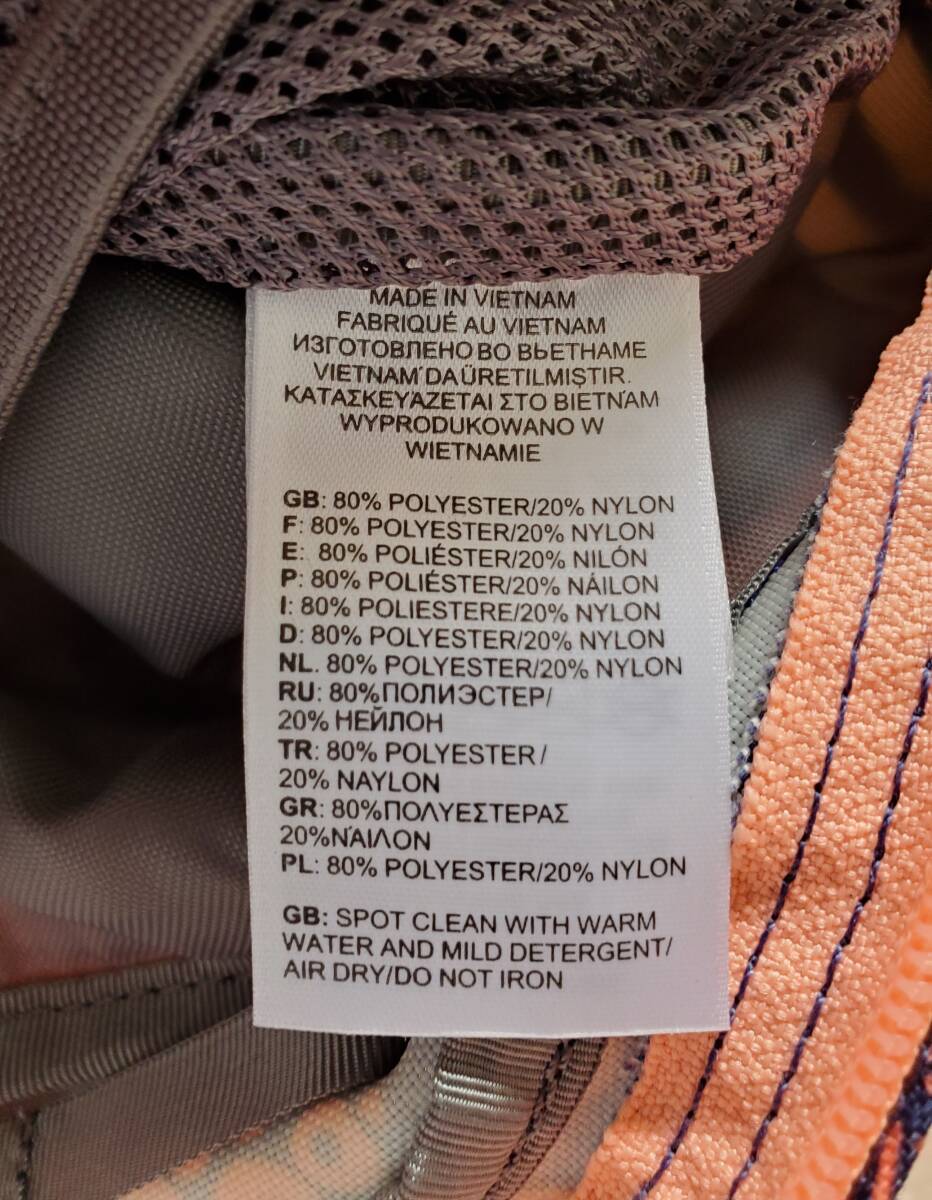 MADE IN VIETNAM
FABRIQUÉ AU VIETNAM
ИЗГОТОВЛЕНО ВО ВЬЕТНАМЕ
VIETNAM´DA ÜRETILMIŞTIR.
ΚΑΤΑΣΚΕΥΆΖΕΤΑΙ ΣΤΟ ΒΙΕΤΝΆΜ
WYPRODUKOWANO W
WIETNAMIE
GB: 80% POLYESTER/20% NYLON
F: 80% POLYESTER/20% NYLON
E: 80% POLIÉSTER/20% NILÓN
P: 80% POLIÉSTER/20% NÁILON
I: 80% POLIESTERE/20% NYLON
D: 80% POLYESTER/20% NYLON
NL. 80% POLYESTER/20% NYLON
RU: 80%ПОЛИЭСТЕР/
20% НЕЙЛОН
TR: 80% POLYESTER/
20% NAYLON
GR: 80%ΠΟΛΥΕΣΤΕΡΑΣ
20%ΝΆΙΛΟΝ
PL: 80% POLYESTER/20% NYLON
GB: SPOT CLEAN WITH WARM
WATER AND MILD DETERGENT/
AIR DRY/DO NOT IRON